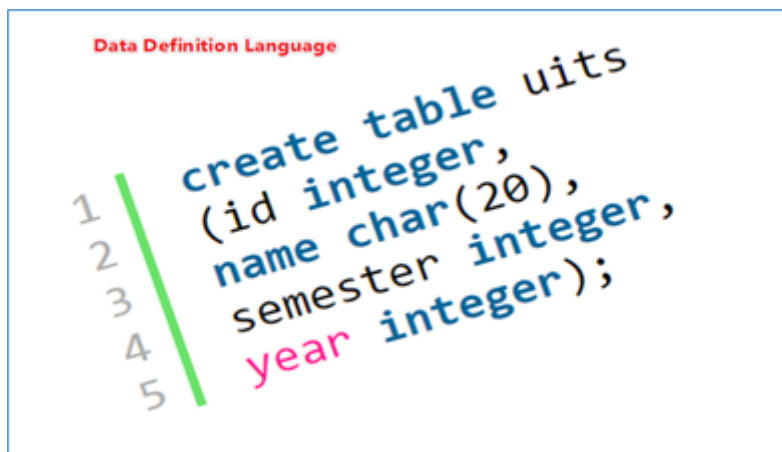 Data Definition Language
1 create table uits
2 (id integer,
3 name char(20),
4 semester integer,
5 year integer);